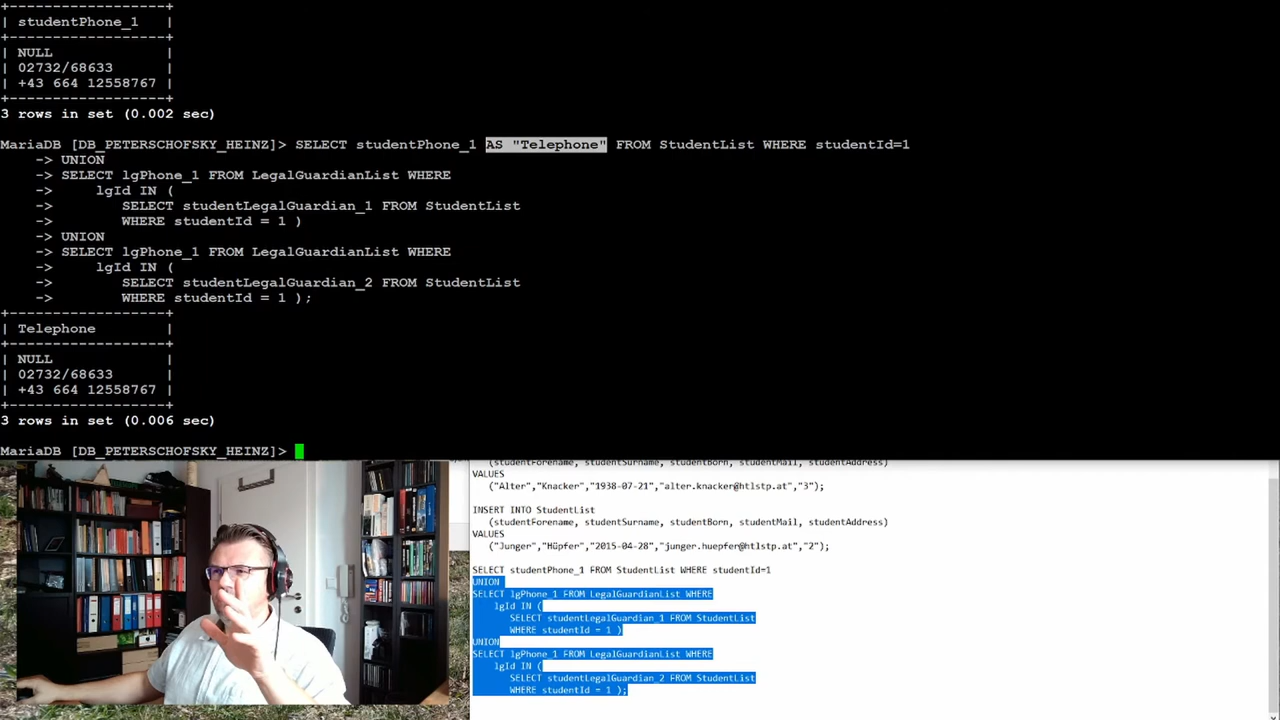 +------------------+
| studentPhone_1   |
+------------------+
| NULL             |
| 02732/68633      |
| +43 664 12558767 |
+------------------+
3 rows in set (0.002 sec)
MariaDB [DB_PETERSCHOFSKY_HEINZ]> SELECT studentPhone_1 AS "Telephone" FROM StudentList WHERE studentId=1
    -> UNION
    -> SELECT lgPhone_1 FROM LegalGuardianList WHERE
    ->     lgId IN (
    ->        SELECT studentLegalGuardian_1 FROM StudentList
    ->        WHERE studentId = 1 )
    -> UNION
    -> SELECT lgPhone_1 FROM LegalGuardianList WHERE
    ->     lgId IN (
    ->        SELECT studentLegalGuardian_2 FROM StudentList
    ->        WHERE studentId = 1 );
+------------------+
| Telephone        |
+------------------+
| NULL             |
| 02732/68633      |
| +43 664 12558767 |
+------------------+
3 rows in set (0.006 sec)
MariaDB [DB_PETERSCHOFSKY_HEINZ]>
(studentForename, studentSurname, studentBorn, studentMail, studentAddress)
VALUES
("Alter","Knacker","1938-07-21","alter.knacker@htlstp.at","3");
INSERT INTO StudentList
(studentForename, studentSurname, studentBorn, studentMail, studentAddress)
VALUES
("Junger","Hüpfer","2015-04-28","junger.huepfer@htlstp.at","2");
SELECT studentPhone_1 FROM StudentList WHERE studentId=1
UNION
SELECT lgPhone_1 FROM LegalGuardianList WHERE
lgId IN (
SELECT studentLegalGuardian_1 FROM StudentList
WHERE studentId = 1 )
UNION
SELECT lgPhone_1 FROM LegalGuardianList WHERE
lgId IN (
SELECT studentLegalGuardian_2 FROM StudentList
WHERE studentId = 1 );